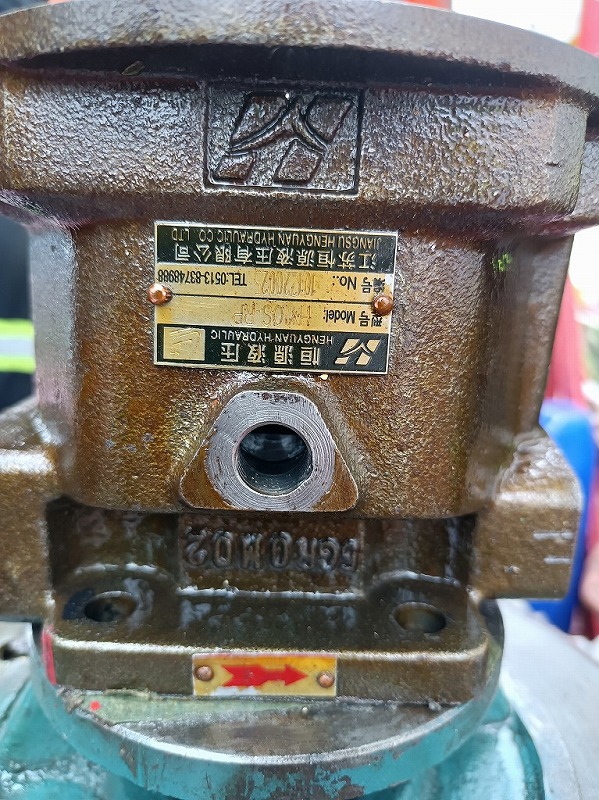 恒源液压
HENGYUAN HYDRAULIC
型号 Model:
编号 No.: TEL:0513-83748988
江苏恒源液压有限公司
JIANGSU HENGYUAN HYDRAULIC CO. LTD